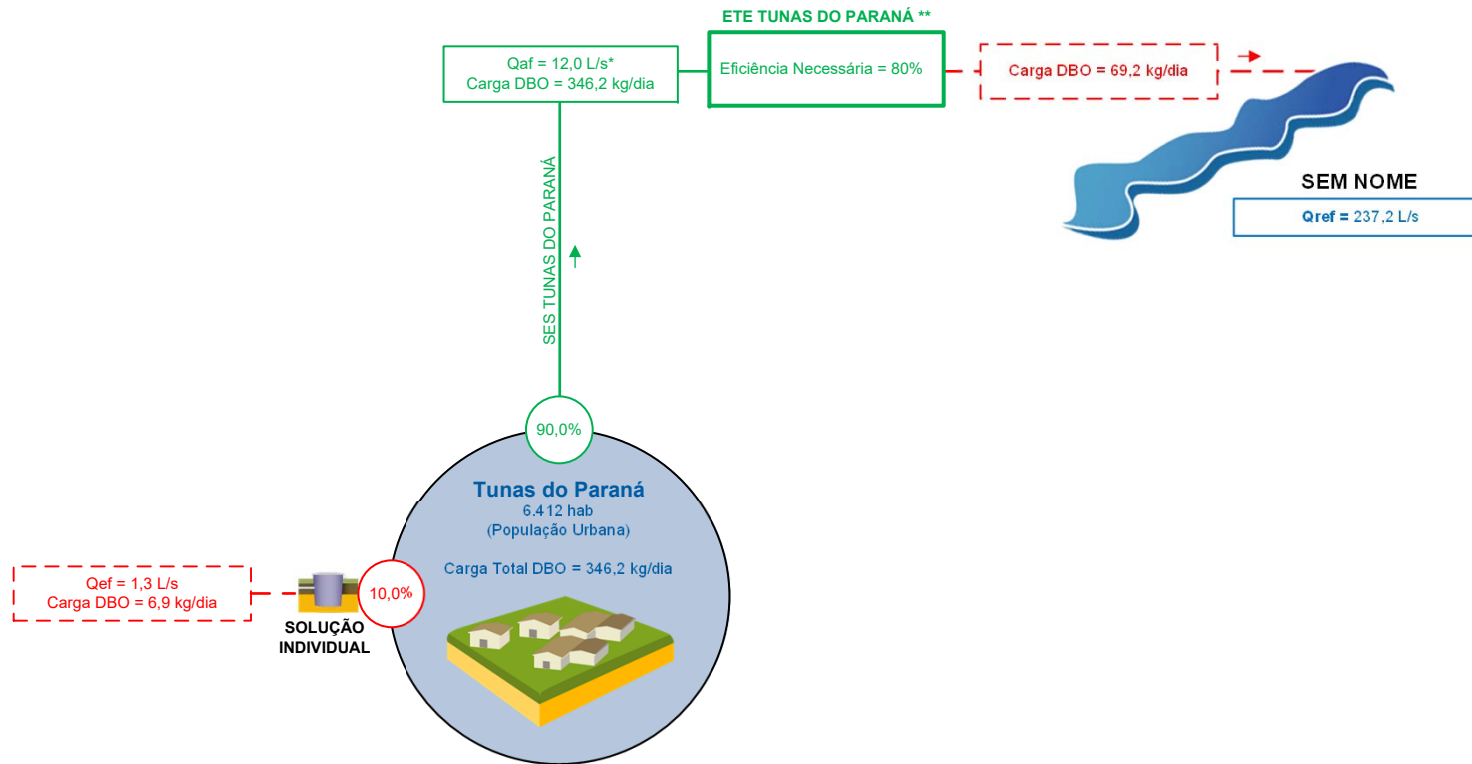 ETE TUNAS DO PARANÁ **
Qaf = 12,0 L/s*
Carga DBO = 346,2 kg/dia
Eficiência Necessária = 80%
Carga DBO = 69,2 kg/dia
SEM NOME
Qref = 237,2 L/s
SES TUNAS DO PARANÁ
90,0%
Tunas do Paraná
6.412 hab
(População Urbana)
Carga Total DBO = 346,2 kg/dia
Qef = 1,3 L/s
Carga DBO = 6,9 kg/dia
10,0%
SOLUÇÃO
INDIVIDUAL